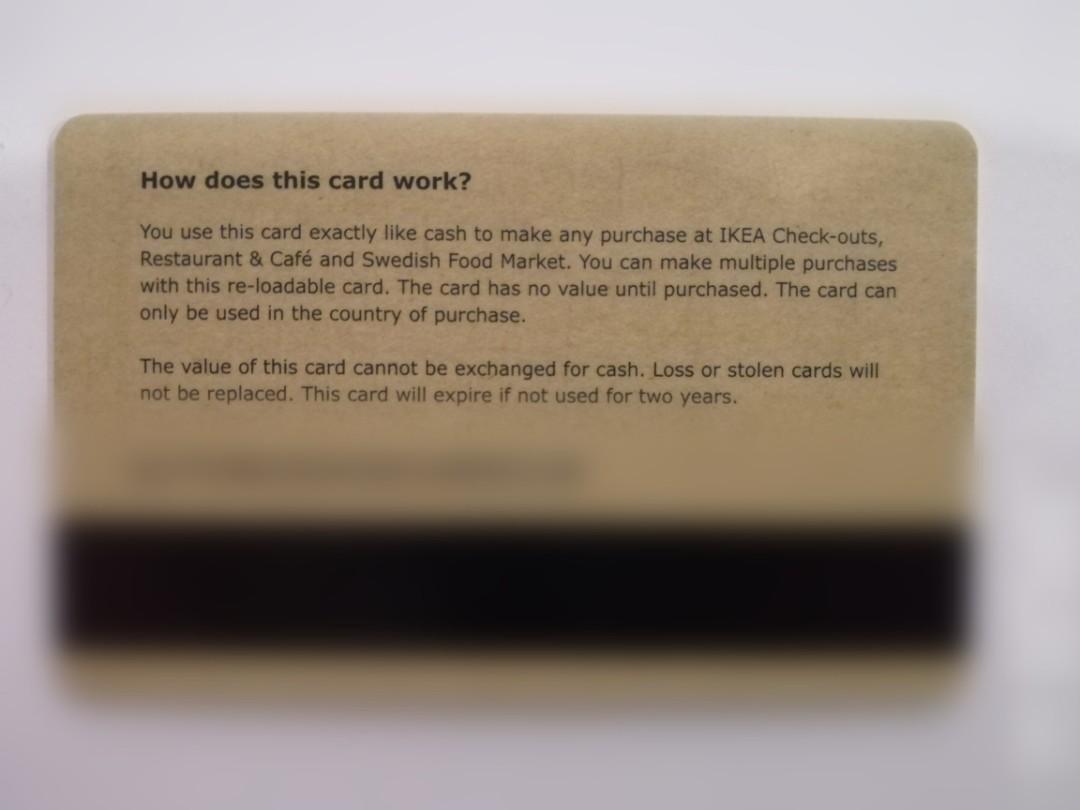 How does this card work?
You use this card exactly like cash to make any purchase at IKEA Check-outs,
Restaurant & Café and Swedish Food Market. You can make multiple purchases
with this re-loadable card. The card has no value until purchased. The card can
only be used in the country of purchase.
The value of this card cannot be exchanged for cash. Loss or stolen cards will
not be replaced. This card will expire if not used for two years.